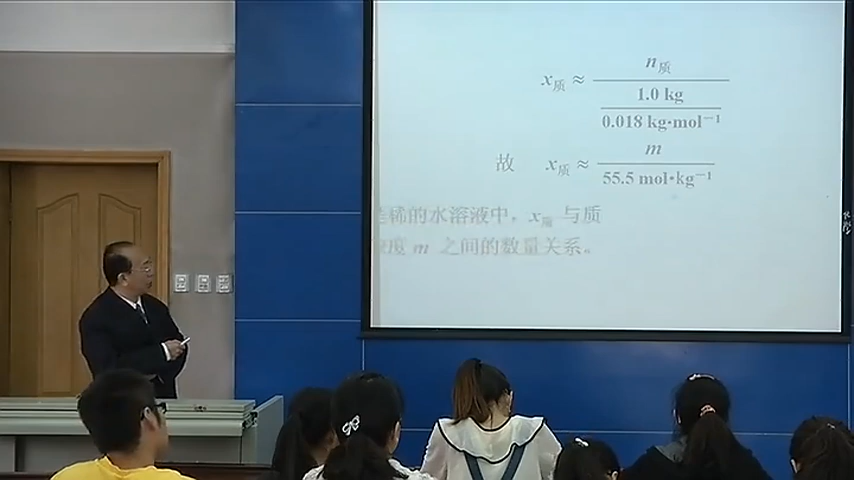 x质 ≈ n质 / (1.0 kg / 0.018 kg·mol⁻¹)
故 x质 ≈ m / 55.5 mol·kg⁻¹
稀的水溶液中，x质 与质
度 m 之间的数量关系。